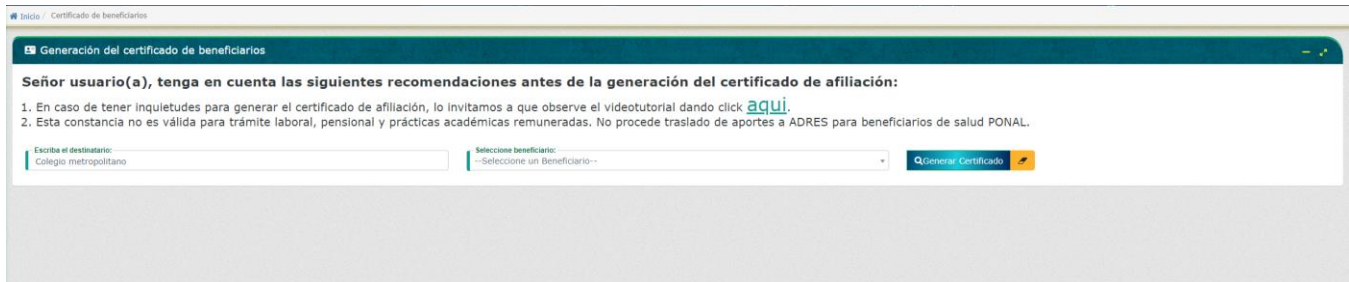 Inicio / Certificado de beneficiarios
Generación del certificado de beneficiarios
Señor usuario(a), tenga en cuenta las siguientes recomendaciones antes de la generación del certificado de afiliación:
1. En caso de tener inquietudes para generar el certificado de afiliación, lo invitamos a que observe el videotutorial dando click aqui.
2. Esta constancia no es válida para trámite laboral, pensional y prácticas académicas remuneradas. No procede traslado de aportes a ADRES para beneficiarios de salud PONAL.
Escriba el destinatario:
Colegio metropolitano
Seleccione beneficiario:
--Seleccione un Beneficiario--
Generar Certificado